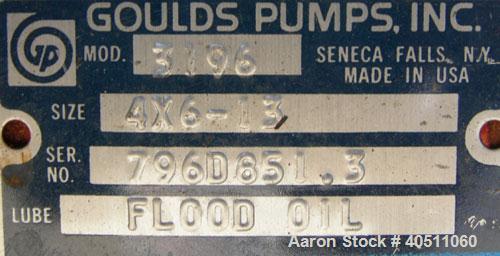 GOULDS PUMPS, INC.
MOD. 3196 SENECA FALLS, N.Y.
MADE IN USA
SIZE 4X6-13
SER. NO. 796D851.3
LUBE FLOOD OIL
Aaron Stock # 40511060